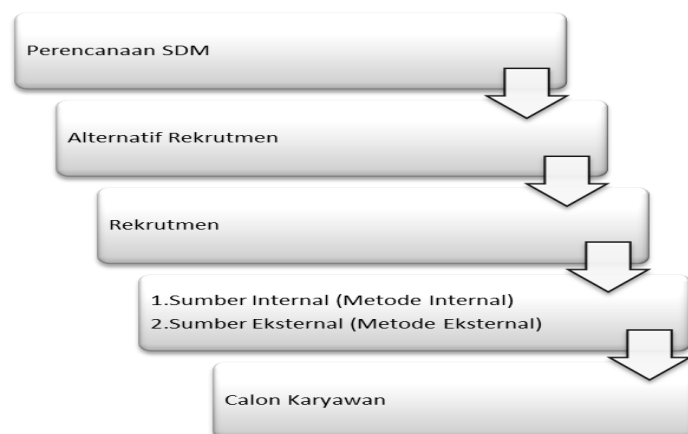 Perencanaan SDM
Alternatif Rekrutmen
Rekrutmen
1.Sumber Internal (Metode Internal)
2.Sumber Eksternal (Metode Eksternal)
Calon Karyawan